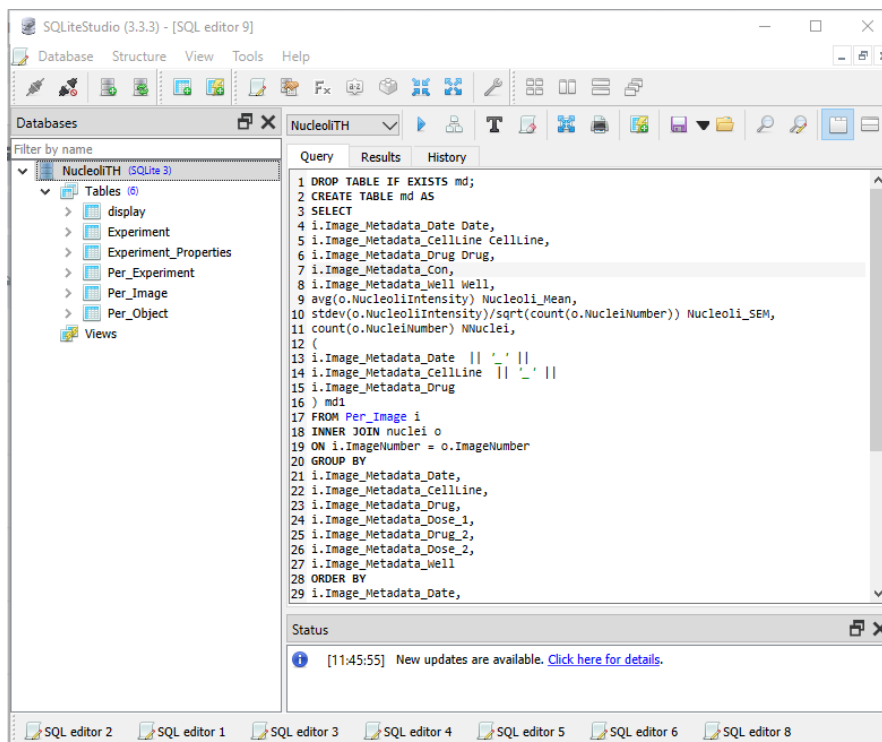 SQLiteStudio (3.3.3) - [SQL editor 9]
Database Structure View Tools Help
Databases
NucleoliTH
Filter by name
NucleoliTH (SQLite 3)
Tables (6)
display
Experiment
Experiment_Properties
Per_Experiment
Per_Image
Per_Object
Views
Query Results History
1 DROP TABLE IF EXISTS md;
2 CREATE TABLE md AS
3 SELECT
4 i.Image_Metadata_Date Date,
5 i.Image_Metadata_CellLine CellLine,
6 i.Image_Metadata_Drug Drug,
7 i.Image_Metadata_Con,
8 i.Image_Metadata_Well Well,
9 avg(o.NucleoliIntensity) Nucleoli_Mean,
10 stdev(o.NucleoliIntensity)/sqrt(count(o.NucleiNumber)) Nucleoli_SEM,
11 count(o.NucleiNumber) NNuclei,
12 (
13 i.Image_Metadata_Date || '_' ||
14 i.Image_Metadata_CellLine || '_' ||
15 i.Image_Metadata_Drug
16 ) md1
17 FROM Per_Image i
18 INNER JOIN nuclei o
19 ON i.ImageNumber = o.ImageNumber
20 GROUP BY
21 i.Image_Metadata_Date,
22 i.Image_Metadata_CellLine,
23 i.Image_Metadata_Drug,
24 i.Image_Metadata_Dose_1,
25 i.Image_Metadata_Drug_2,
26 i.Image_Metadata_Dose_2,
27 i.Image_Metadata_Well
28 ORDER BY
29 i.Image_Metadata_Date,
Status
[11:45:55] New updates are available. Click here for details.
SQL editor 2 SQL editor 1 SQL editor 3 SQL editor 4 SQL editor 5 SQL editor 6 SQL editor 8